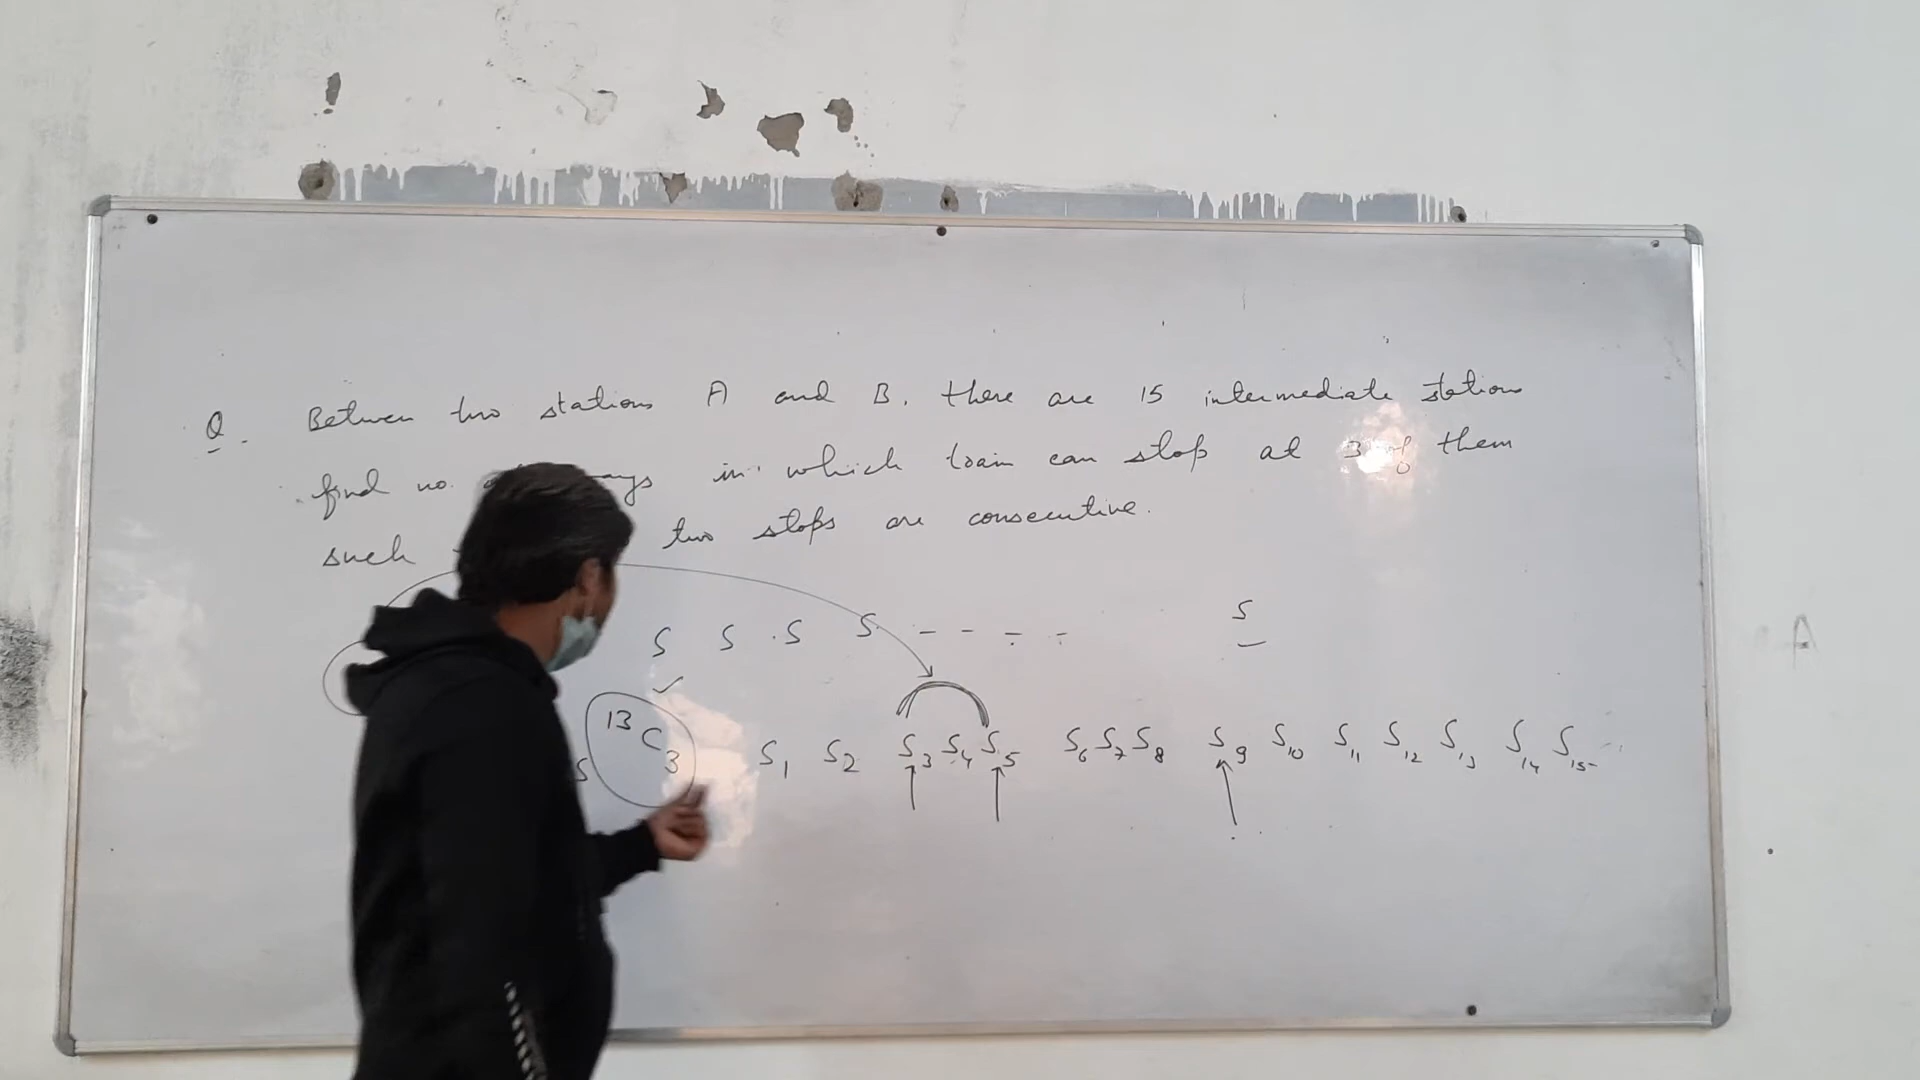 Q. Between two stations A and B, there are 15 intermediate stations
find no. ways in which train can stop at 3 of them
such two stops are consecutive.
S S S S - - - - S
S ¹³C₃ S₁ S₂ S₃ S₄ S₅ S₆ S₇ S₈ S₉ S₁₀ S₁₁ S₁₂ S₁₃ S₁₄ S₁₅
A